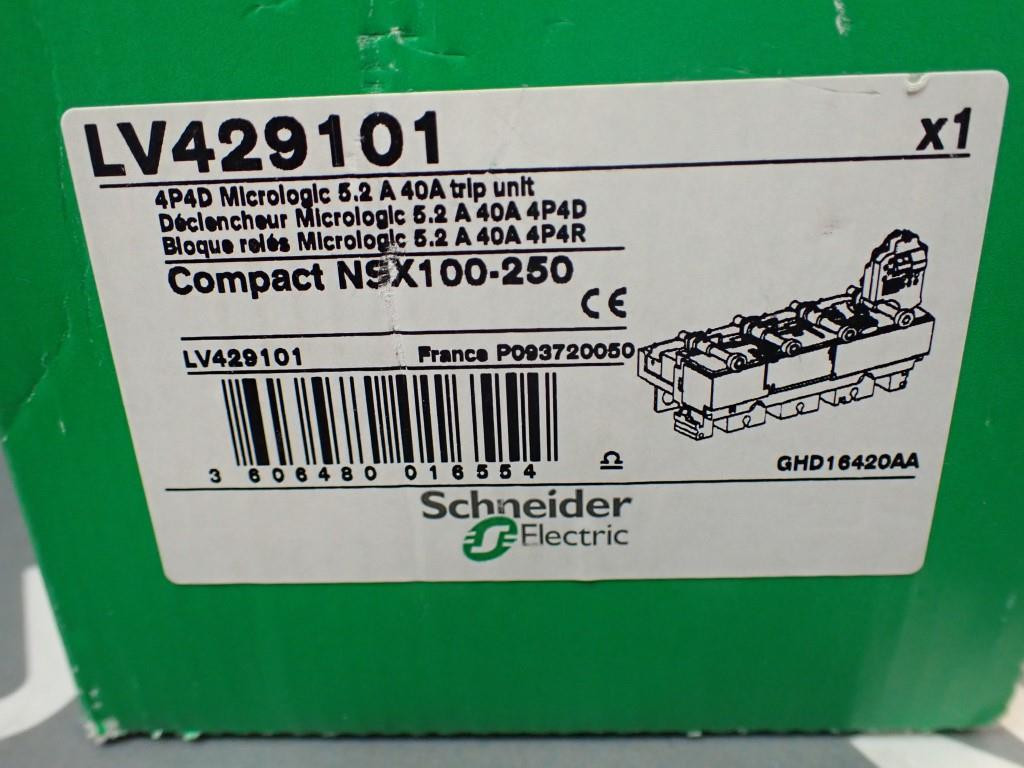 LV429101 x1
4P4D Micrologic 5.2 A 40A trip unit
Déclencheur Micrologic 5.2 A 40A 4P4D
Bloque relés Micrologic 5.2 A 40A 4P4R
Compact NSX100-250
CE
LV429101 France P093720050
3 606480 016554
GHD16420AA
Schneider
Electric